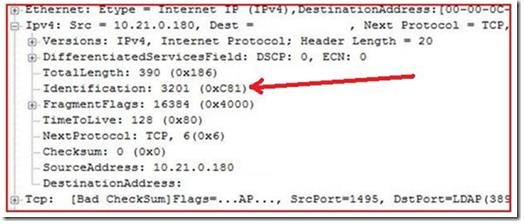 Ethernet: Etype = Internet IP (IPv4),DestinationAddress:[00-00-0C-
Ipv4: Src = 10.21.0.180, Dest = , Next Protocol = TCP,
Versions: IPv4, Internet Protocol; Header Length = 20
DifferentiatedServicesField: DSCP: 0, ECN: 0
TotalLength: 390 (0x186)
Identification: 3201 (0xC81)
FragmentFlags: 16384 (0x4000)
TimeToLive: 128 (0x80)
NextProtocol: TCP, 6(0x6)
Checksum: 0 (0x0)
SourceAddress: 10.21.0.180
DestinationAddress:
Tcp: [Bad CheckSum]Flags=...AP..., SrcPort=1495, DstPort=LDAP(389